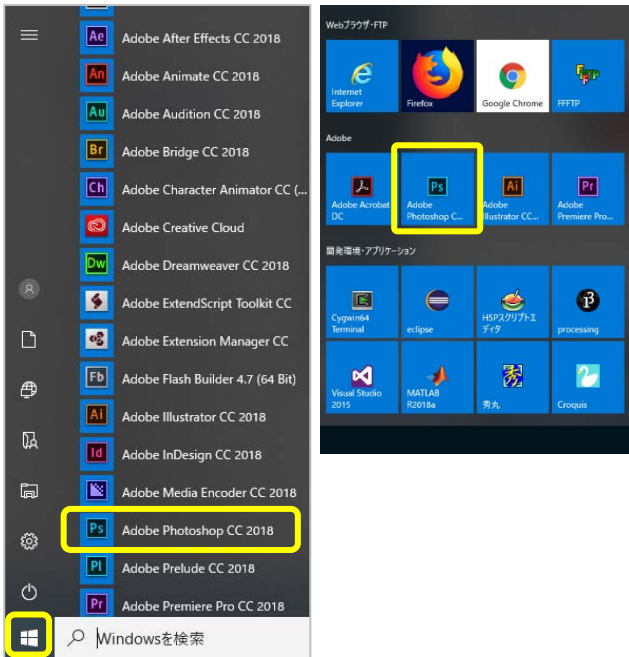 Ae Adobe After Effects CC 2018
An Adobe Animate CC 2018
Au Adobe Audition CC 2018
Br Adobe Bridge CC 2018
Ch Adobe Character Animator CC (...
Adobe Creative Cloud
Dw Adobe Dreamweaver CC 2018
Adobe ExtendScript Toolkit CC
Adobe Extension Manager CC
Fb Adobe Flash Builder 4.7 (64 Bit)
Ai Adobe Illustrator CC 2018
Id Adobe InDesign CC 2018
Adobe Media Encoder CC 2018
Ps Adobe Photoshop CC 2018
Pl Adobe Prelude CC 2018
Pr Adobe Premiere Pro CC 2018
Windowsを検索
Webブラウザ・FTP
Internet
Explorer
Firefox
Google Chrome
FFFTP
Adobe
Adobe Acrobat
DC
Ps
Adobe
Photoshop C...
Ai
Adobe
Illustrator CC...
Pr
Adobe
Premiere Pro...
開発環境・アプリケーション
Cygwin64
Terminal
eclipse
HSPスクリプトエ
ディタ
processing
Visual Studio
2015
MATLAB
R2018a
秀
秀丸
Croquis